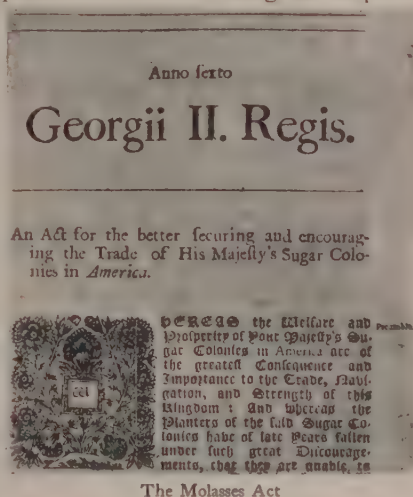 Anno ſexto
Georgii II. Regis.
An Act for the better ſecuring and encourag-
ing the Trade of His Majeſty's Sugar Colo-
nies in America.
WHEREAS the Welfare and
Proſperity of Your Majeſty's Su-
gar Colonies in America are of
the greateſt Conſequence and
Importance to the Trade, Navi-
gation, and Strength of this
Kingdom : And whereas the
Planters of the ſaid Sugar Co-
lonies have of late Years fallen
under ſuch great Diſcourage-
ments, that they are unable to
Preamble.
The Molasses Act